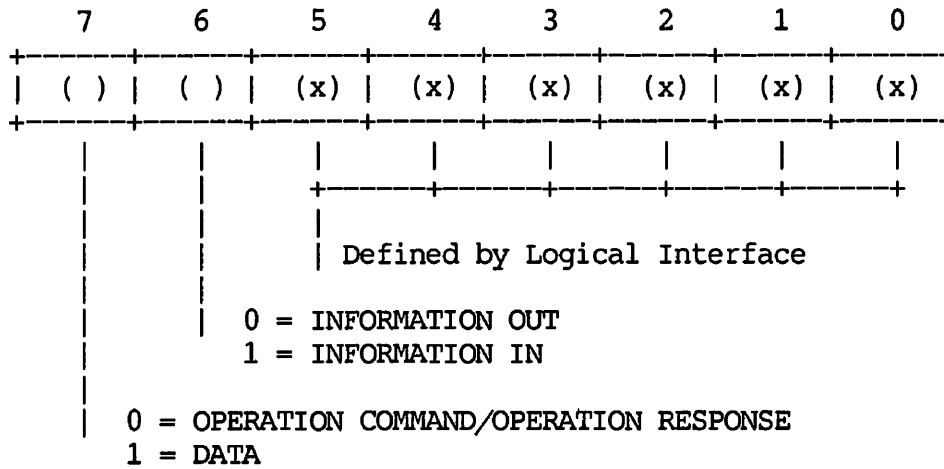 7 6 5 4 3 2 1 0
( ) ( ) (x) (x) (x) (x) (x) (x)
Defined by Logical Interface
0 = INFORMATION OUT
1 = INFORMATION IN
0 = OPERATION COMMAND/OPERATION RESPONSE
1 = DATA